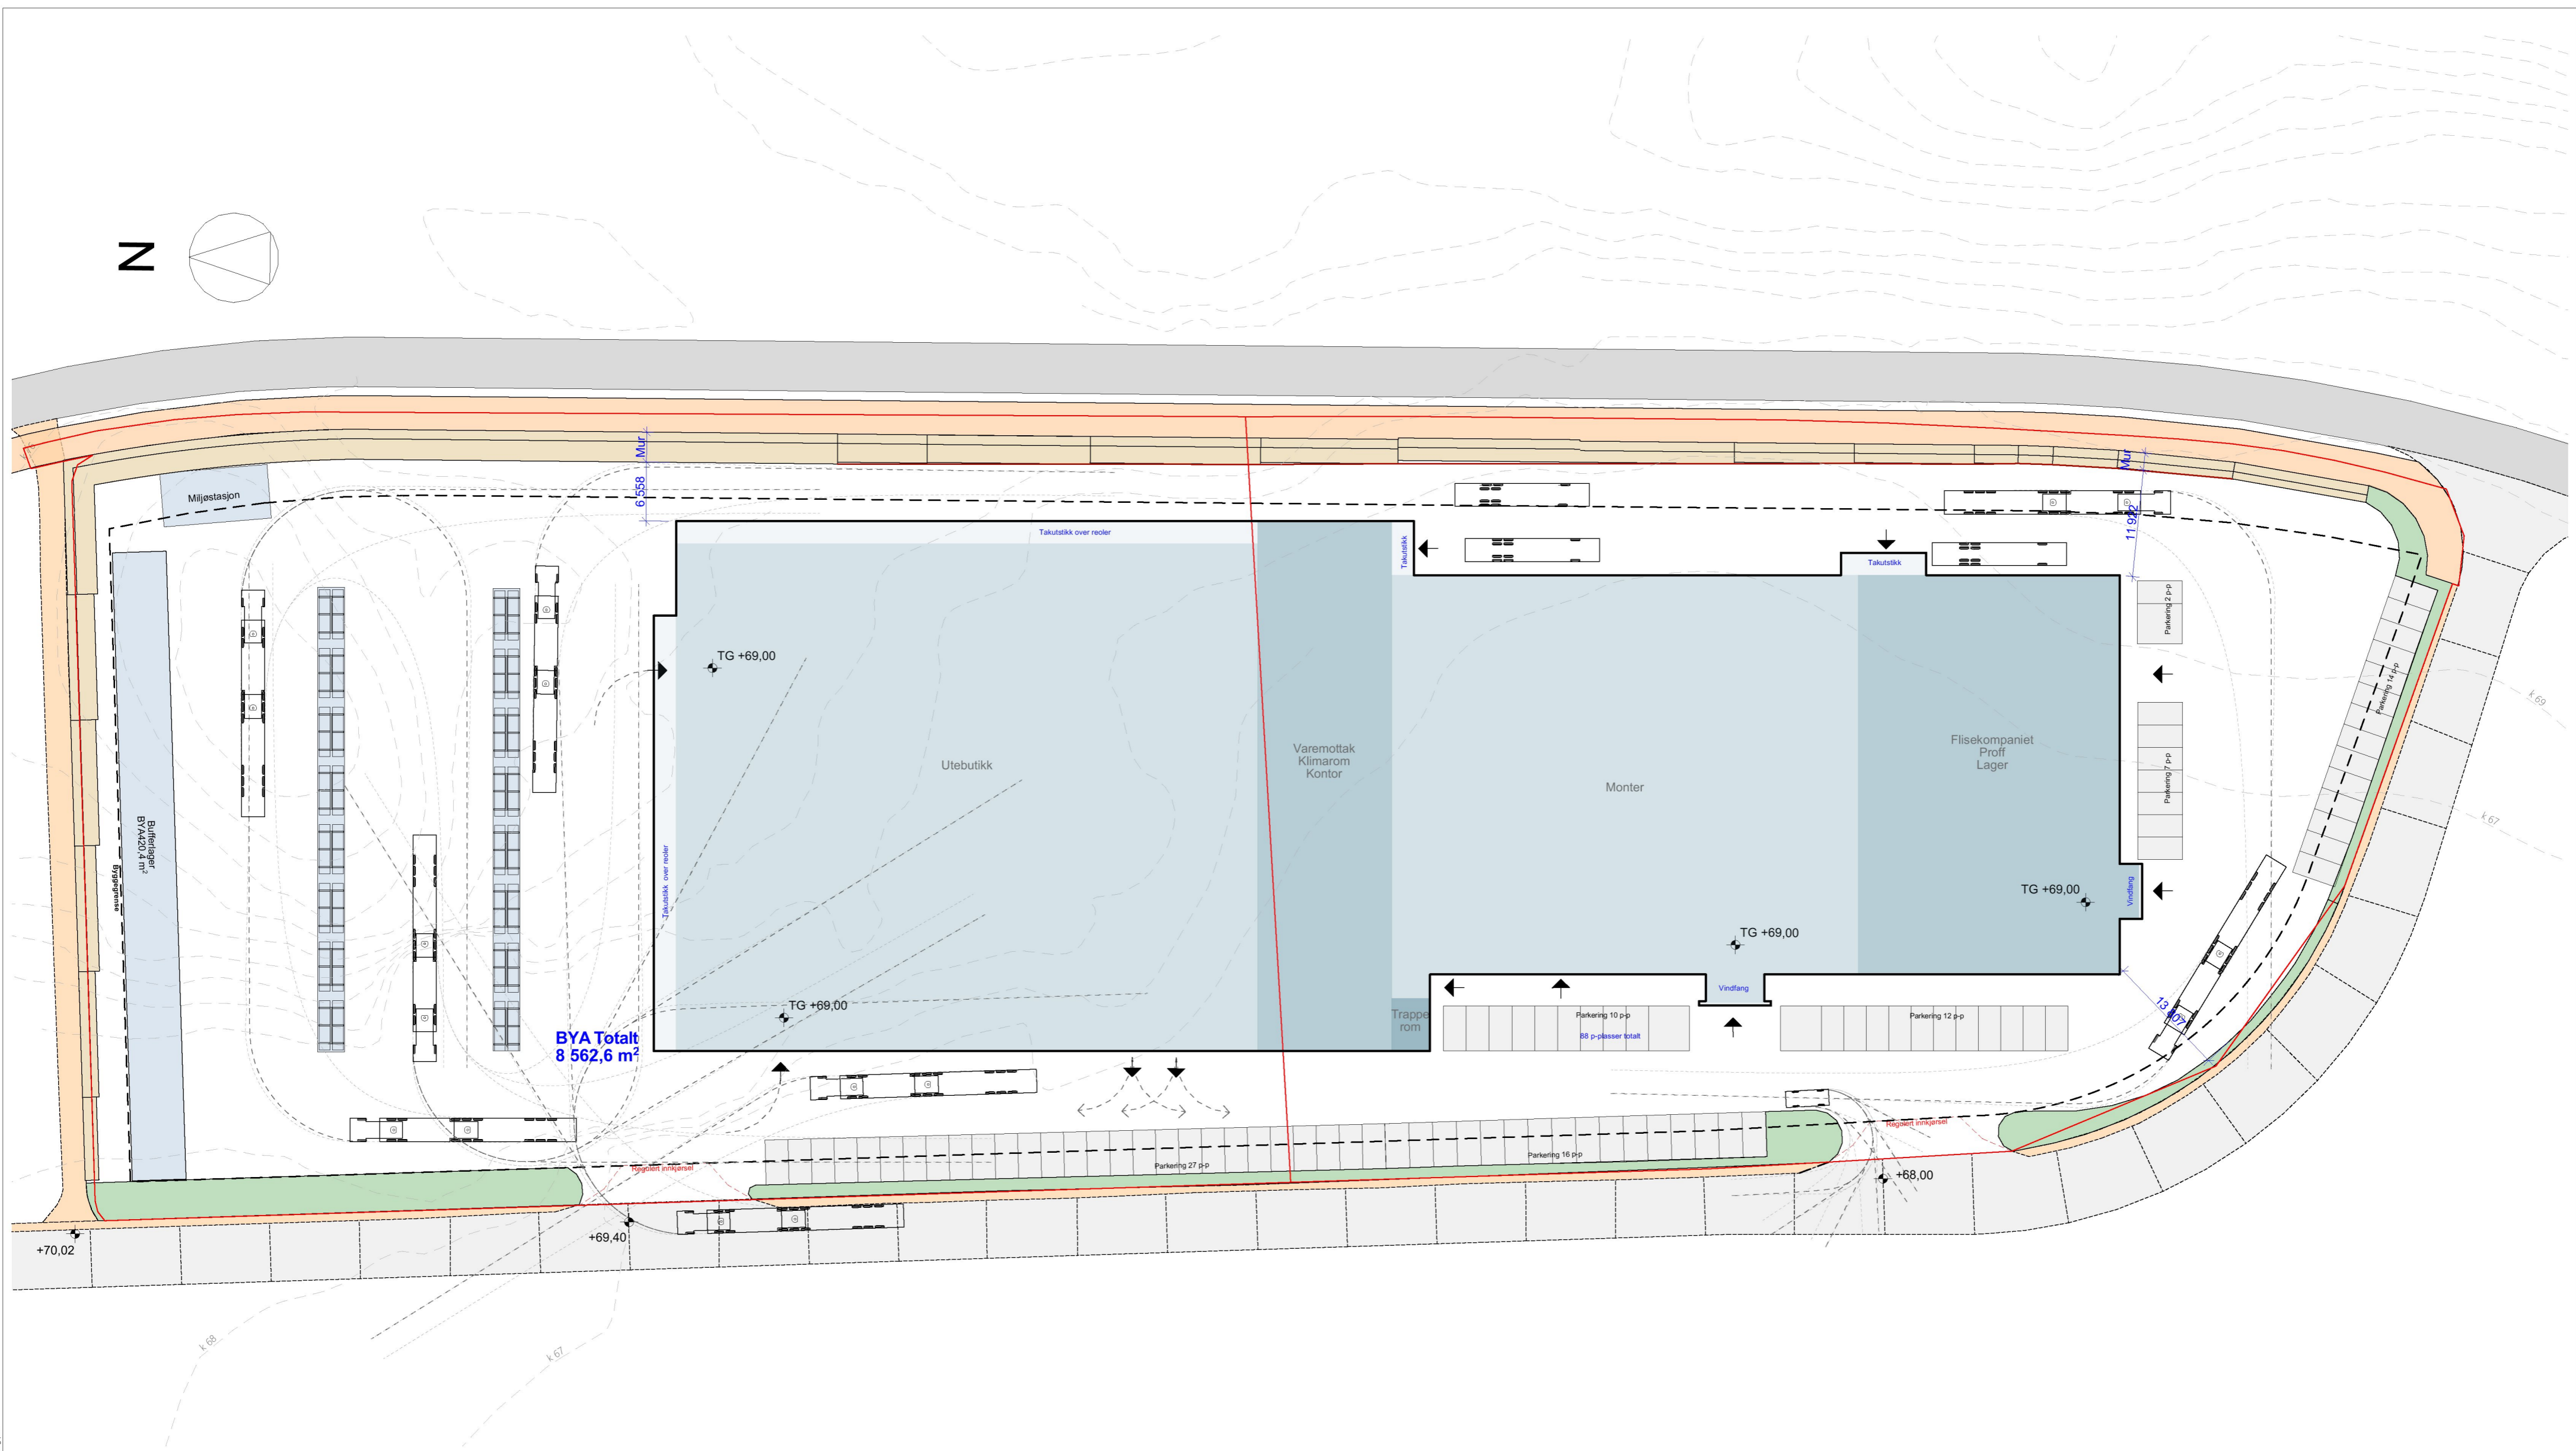 N
Mur
6 558
Mur
11 922
Miljøstasjon
Takutstikk over reoler
Takutstikk
Takutstikk
Parkering 2 p-p
TG +69,00
Parkering 14 p-p
k 69
Utebutikk
Varemottak
Klimarom
Kontor
Monter
Flisekompaniet
Proff
Lager
Parkering 7 p-p
k 67
Bufferlager
BYA420,4 m²
Byggegrense
Takutstikk over reoler
TG +69,00
Vindfang
TG +69,00
Vindfang
TG +69,00
Trappe
rom
Parkering 10 p-p
88 p-plasser totalt
Parkering 12 p-p
13 807
BYA Totalt
8 562,6 m²
Regulert innkjørsel
Regulert innkjørsel
Parkering 27 p-p
Parkering 16 p-p
+68,00
+70,02
+69,40
k 68
k 67